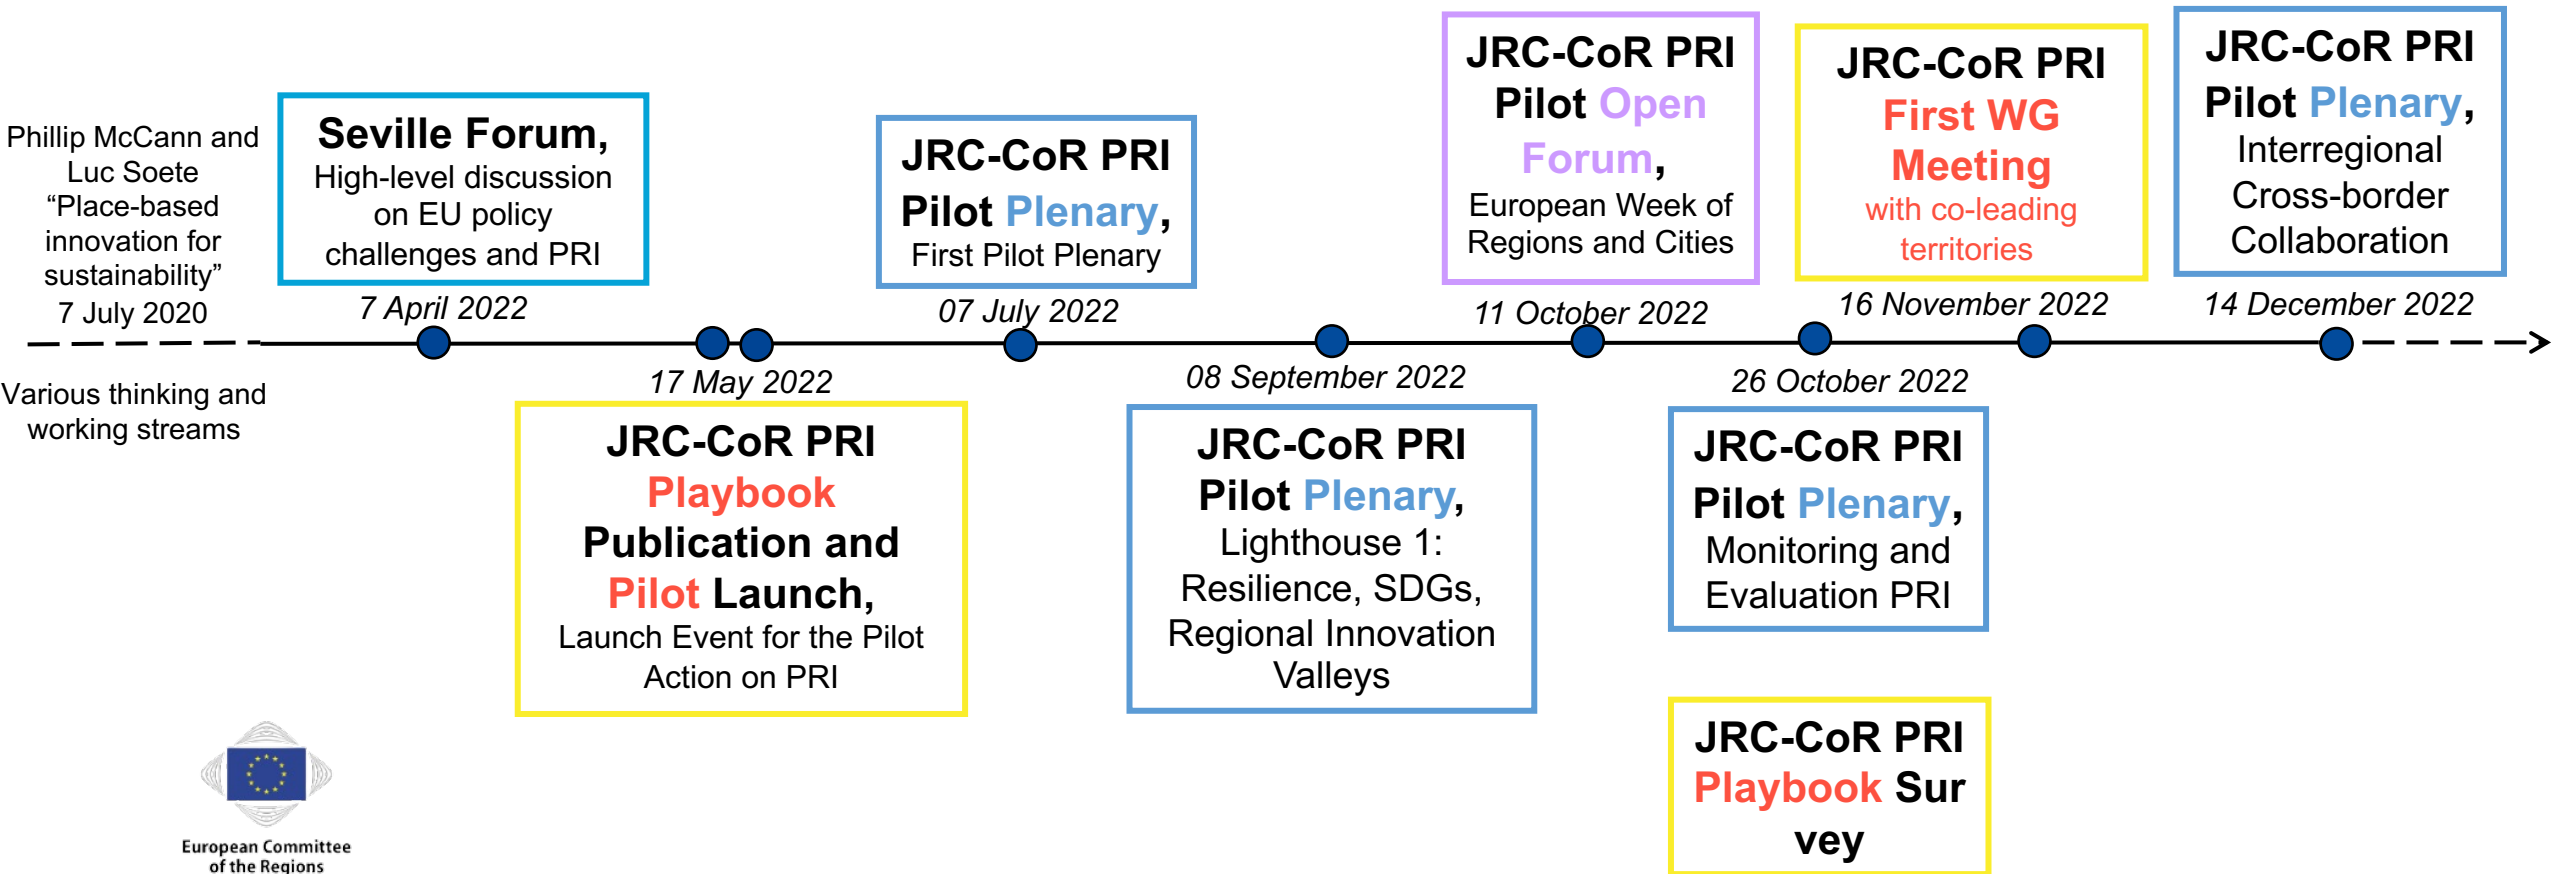 Phillip McCann and
Luc Soete
“Place-based
innovation for
sustainability”
7 July 2020
Various thinking and
working streams
Seville Forum,
High-level discussion
on EU policy
challenges and PRI
7 April 2022
17 May 2022
JRC-CoR PRI
Playbook
Publication and
Pilot Launch,
Launch Event for the Pilot
Action on PRI
JRC-CoR PRI
Pilot Plenary,
First Pilot Plenary
07 July 2022
08 September 2022
JRC-CoR PRI
Pilot Plenary,
Lighthouse 1:
Resilience, SDGs,
Regional Innovation
Valleys
JRC-CoR PRI
Pilot Open
Forum,
European Week of
Regions and Cities
11 October 2022
26 October 2022
JRC-CoR PRI
Pilot Plenary,
Monitoring and
Evaluation PRI
JRC-CoR PRI
Playbook Sur
vey
JRC-CoR PRI
First WG
Meeting
with co-leading
territories
16 November 2022
JRC-CoR PRI
Pilot Plenary,
Interregional
Cross-border
Collaboration
14 December 2022
European Committee
of the Regions